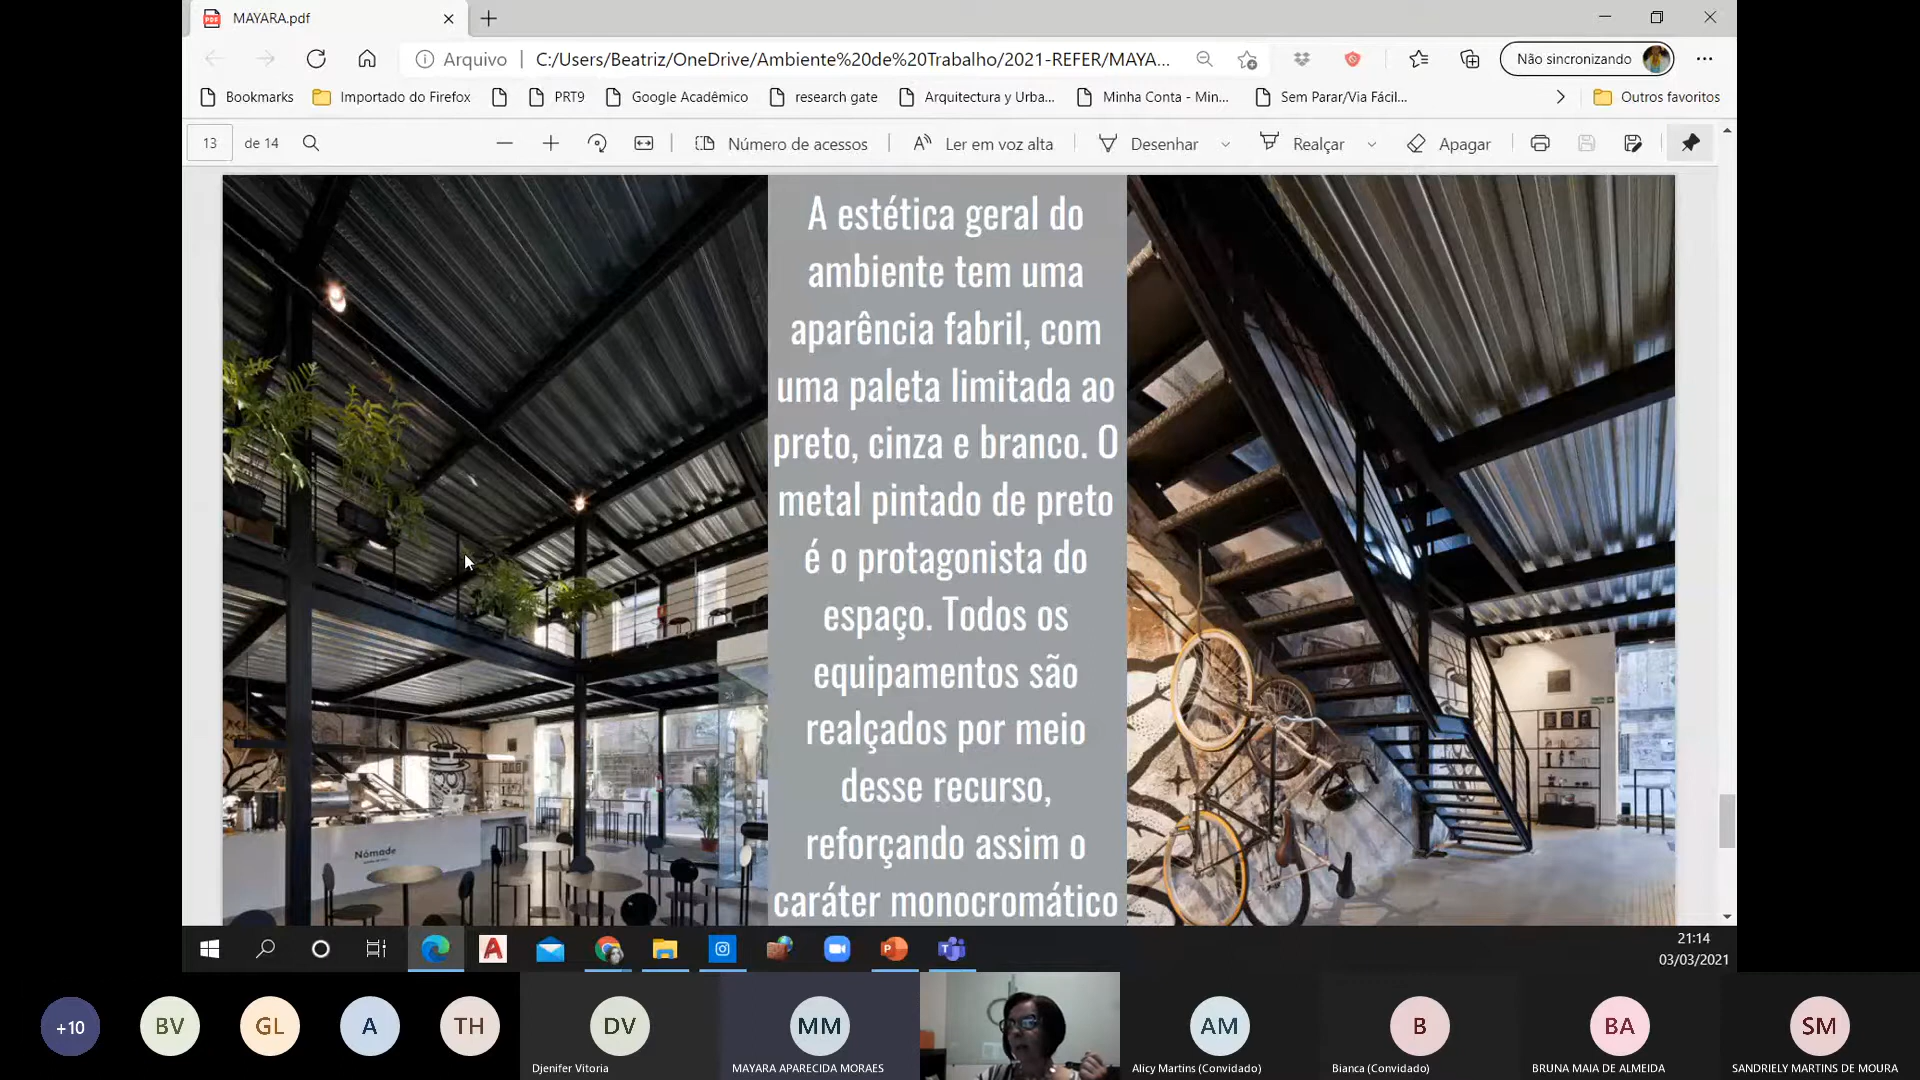 MAYARA.pdf
Arquivo
C:/Users/Beatriz/OneDrive/Ambiente%20de%20Trabalho/2021-REFER/MAYA...
Não sincronizando
Bookmarks
Importado do Firefox
PRT9
Google Acadêmico
research gate
Arquitectura y Urba...
Minha Conta - Min...
Sem Parar/Via Fácil...
Outros favoritos
13
de 14
Número de acessos
Ler em voz alta
Desenhar
Realçar
Apagar
A estética geral do
ambiente tem uma
aparência fabril, com
uma paleta limitada ao
preto, cinza e branco. O
metal pintado de preto
é o protagonista do
espaço. Todos os
equipamentos são
realçados por meio
desse recurso,
reforçando assim o
caráter monocromático
Nômade
21:14
03/03/2021
+10
BV
GL
A
TH
DV
MM
AM
B
BA
SM
Djenifer Vitoria
MAYARA APARECIDA MORAES
Alicy Martins (Convidado)
Bianca (Convidado)
BRUNA MAIA DE ALMEIDA
SANDRIELY MARTINS DE MOURA